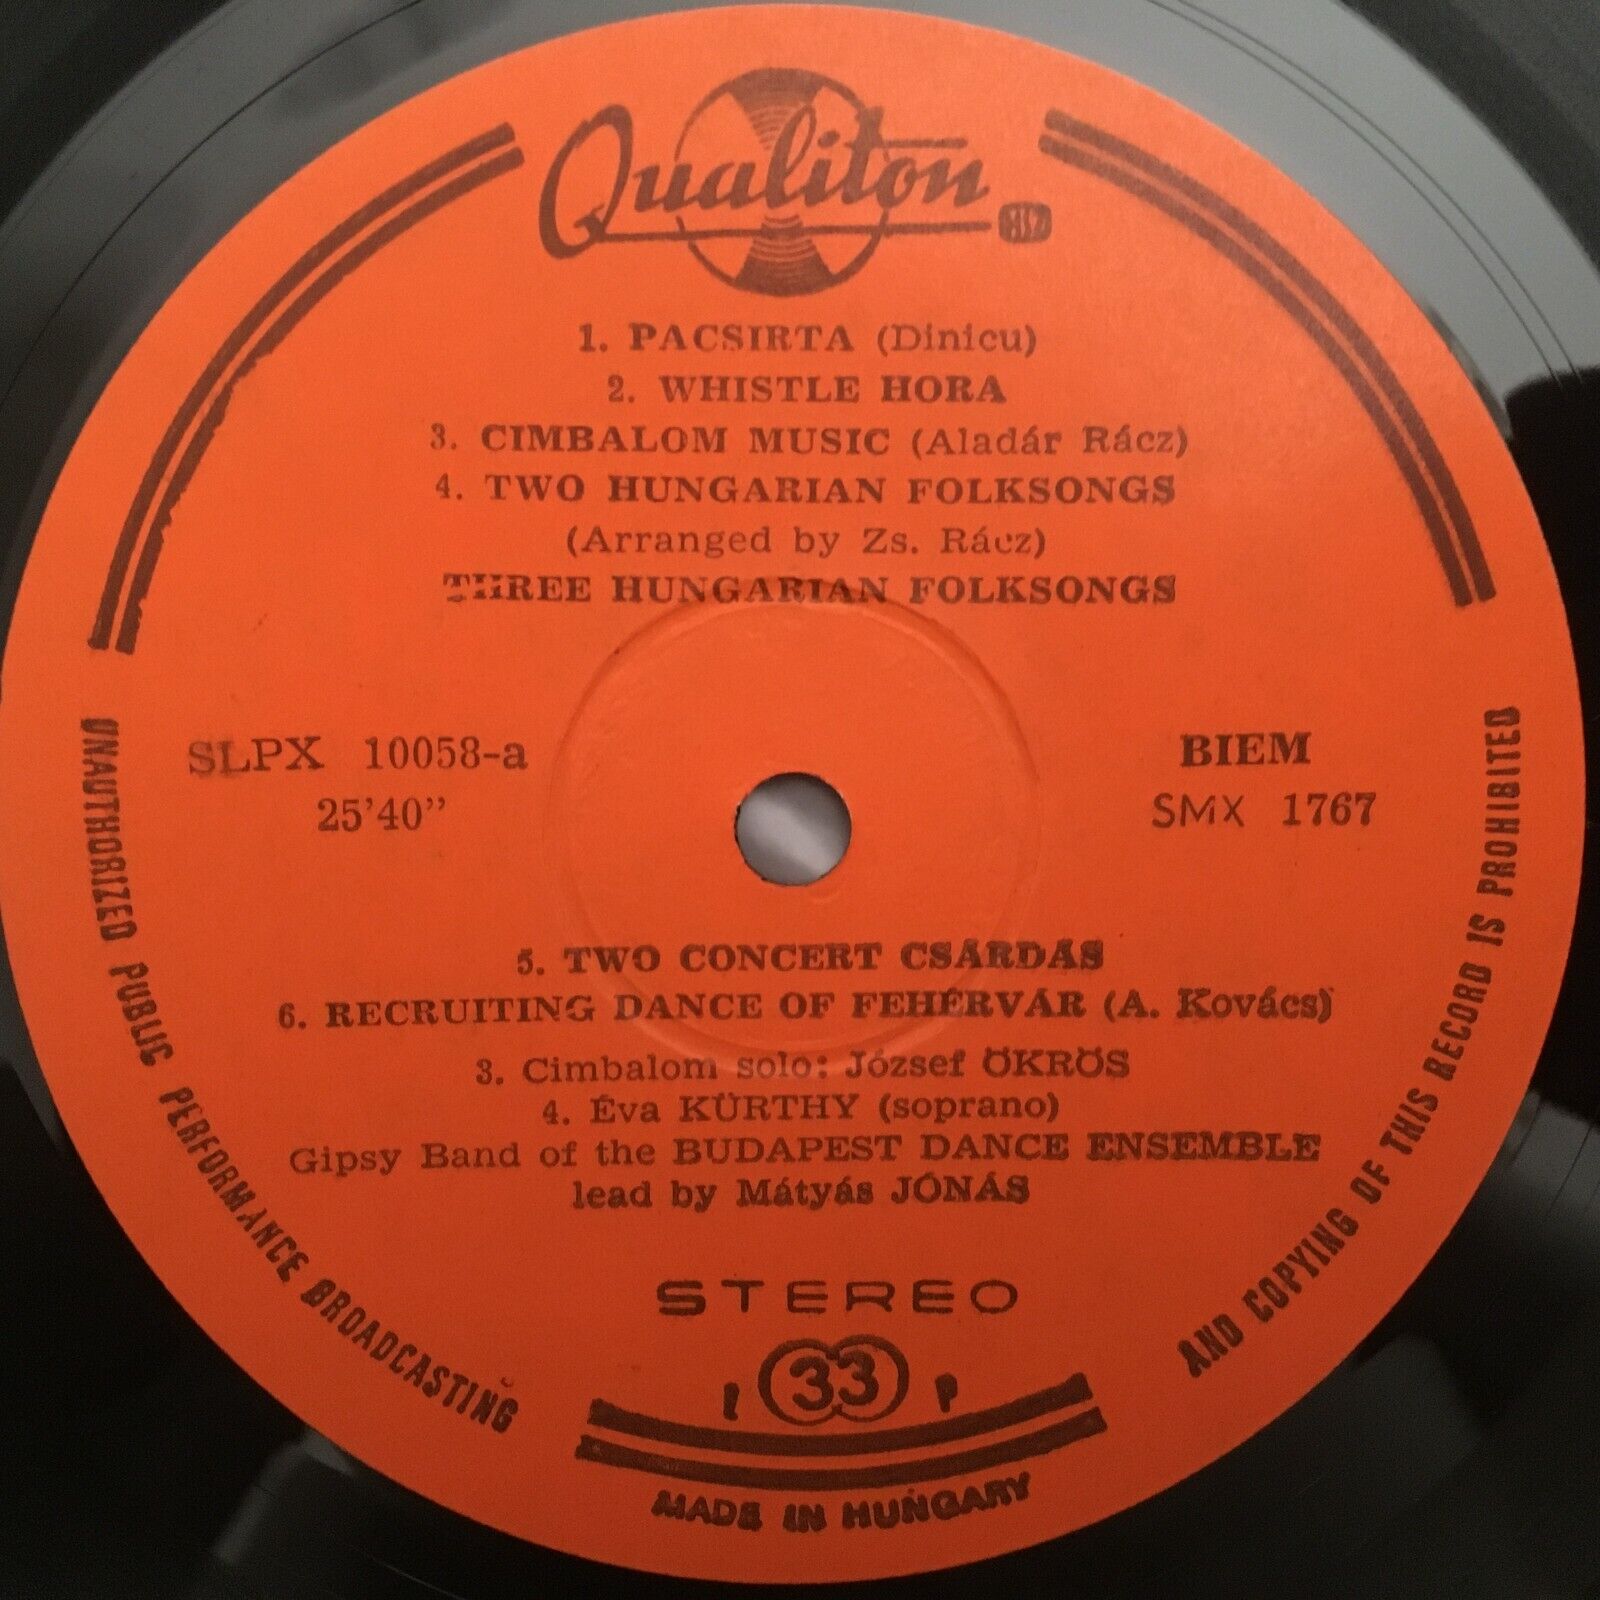 Qualiton
1. PACSIRTA (Dinicu)
2. WHISTLE HORA
3. CIMBALOM MUSIC (Aladár Rácz)
4. TWO HUNGARIAN FOLKSONGS
(Arranged by Zs. Rácz)
THREE HUNGARIAN FOLKSONGS
SLPX 10058-a
25'40”
BIEM
SMX 1767
5. TWO CONCERT CSÁRDÁS
6. RECRUITING DANCE OF FEHÉRVÁR (A. Kovács)
3. Cimbalom solo: József ÖKRÖS
4. Éva KÜRTHY (soprano)
Gipsy Band of the BUDAPEST DANCE ENSEMBLE
lead by Mátyás JÓNÁS
STEREO
L 33 P
MADE IN HUNGARY
UNAUTHORIZED PUBLIC PERFORMANCE BROADCASTING
AND COPYING OF THIS RECORD IS PROHIBITED